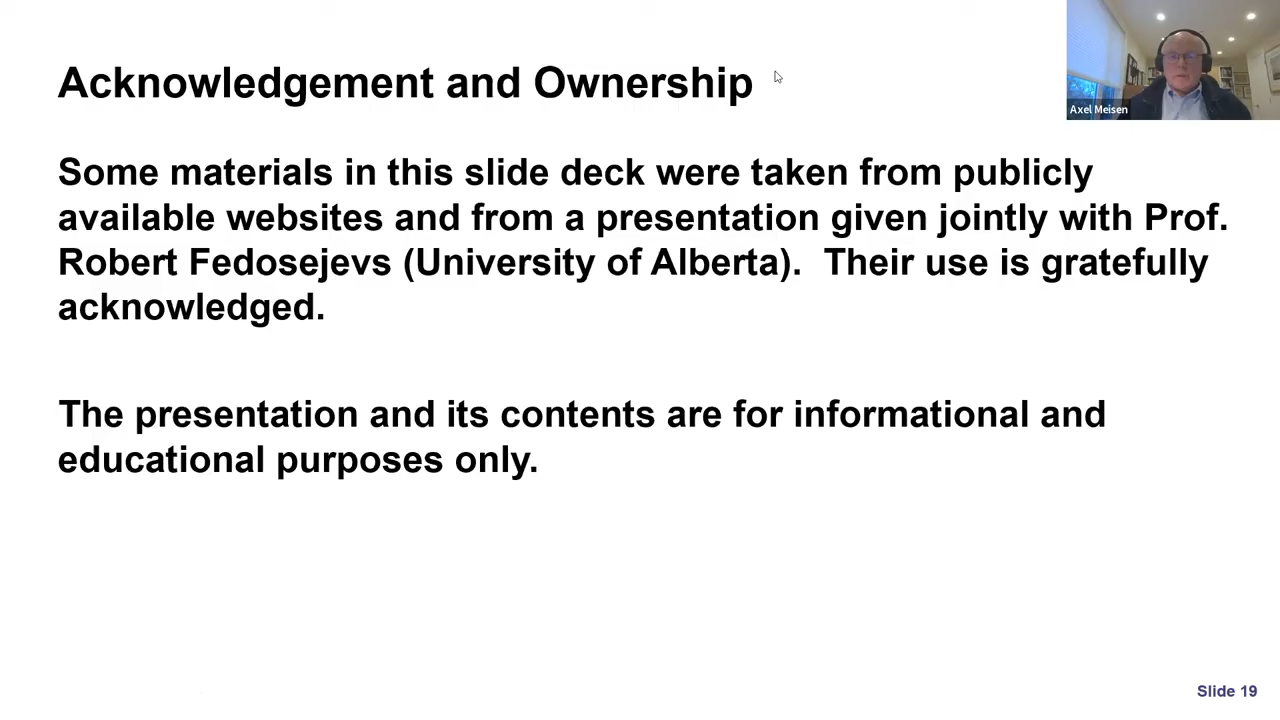 Acknowledgement and Ownership
Axel Meisen
Some materials in this slide deck were taken from publicly
available websites and from a presentation given jointly with Prof.
Robert Fedosejevs (University of Alberta).  Their use is gratefully
acknowledged.
The presentation and its contents are for informational and
educational purposes only.
Slide 19